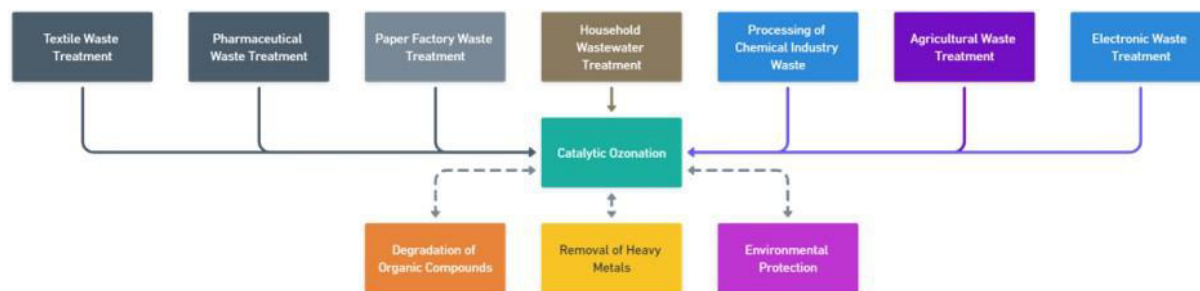 Textile Waste
Treatment
Pharmaceutical
Waste Treatment
Paper Factory Waste
Treatment
Household
Wastewater
Treatment
Processing of
Chemical Industry
Waste
Agricultural Waste
Treatment
Electronic Waste
Treatment
Catalytic Ozonation
Degradation of
Organic Compounds
Removal of Heavy
Metals
Environmental
Protection